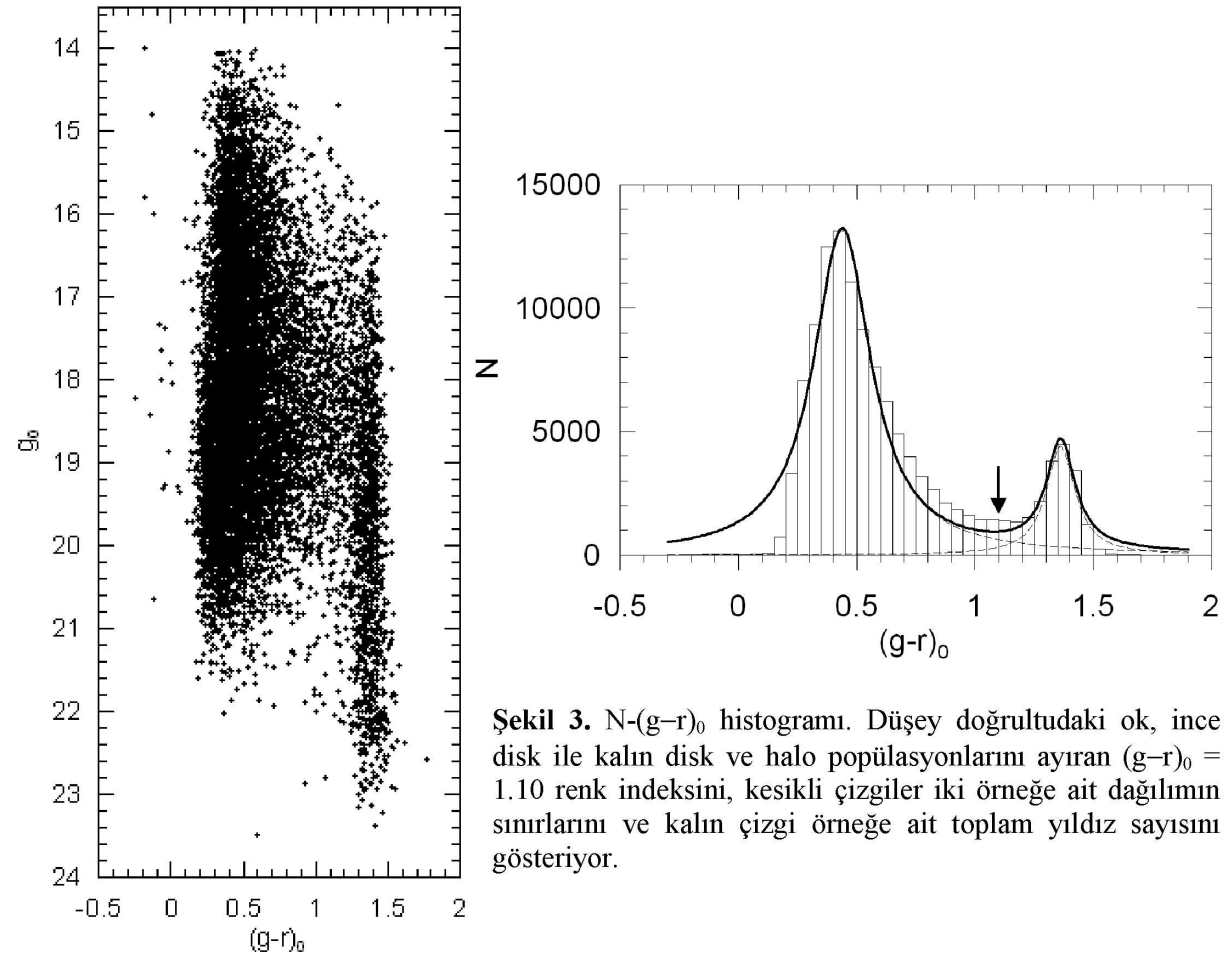 14
15
16
17
18
19
20
21
22
23
24
g₀
-0.5 0 0.5 1 1.5 2
(g-r)₀
15000
10000
5000
0
N
-0.5 0 0.5 1 1.5 2
(g-r)₀
Şekil 3. N-(g–r)₀ histogramı. Düşey doğrultudaki ok, ince
disk ile kalın disk ve halo popülasyonlarını ayıran (g–r)₀ =
1.10 renk indeksini, kesikli çizgiler iki örneğe ait dağılımın
sınırlarını ve kalın çizgi örneğe ait toplam yıldız sayısını
gösteriyor.